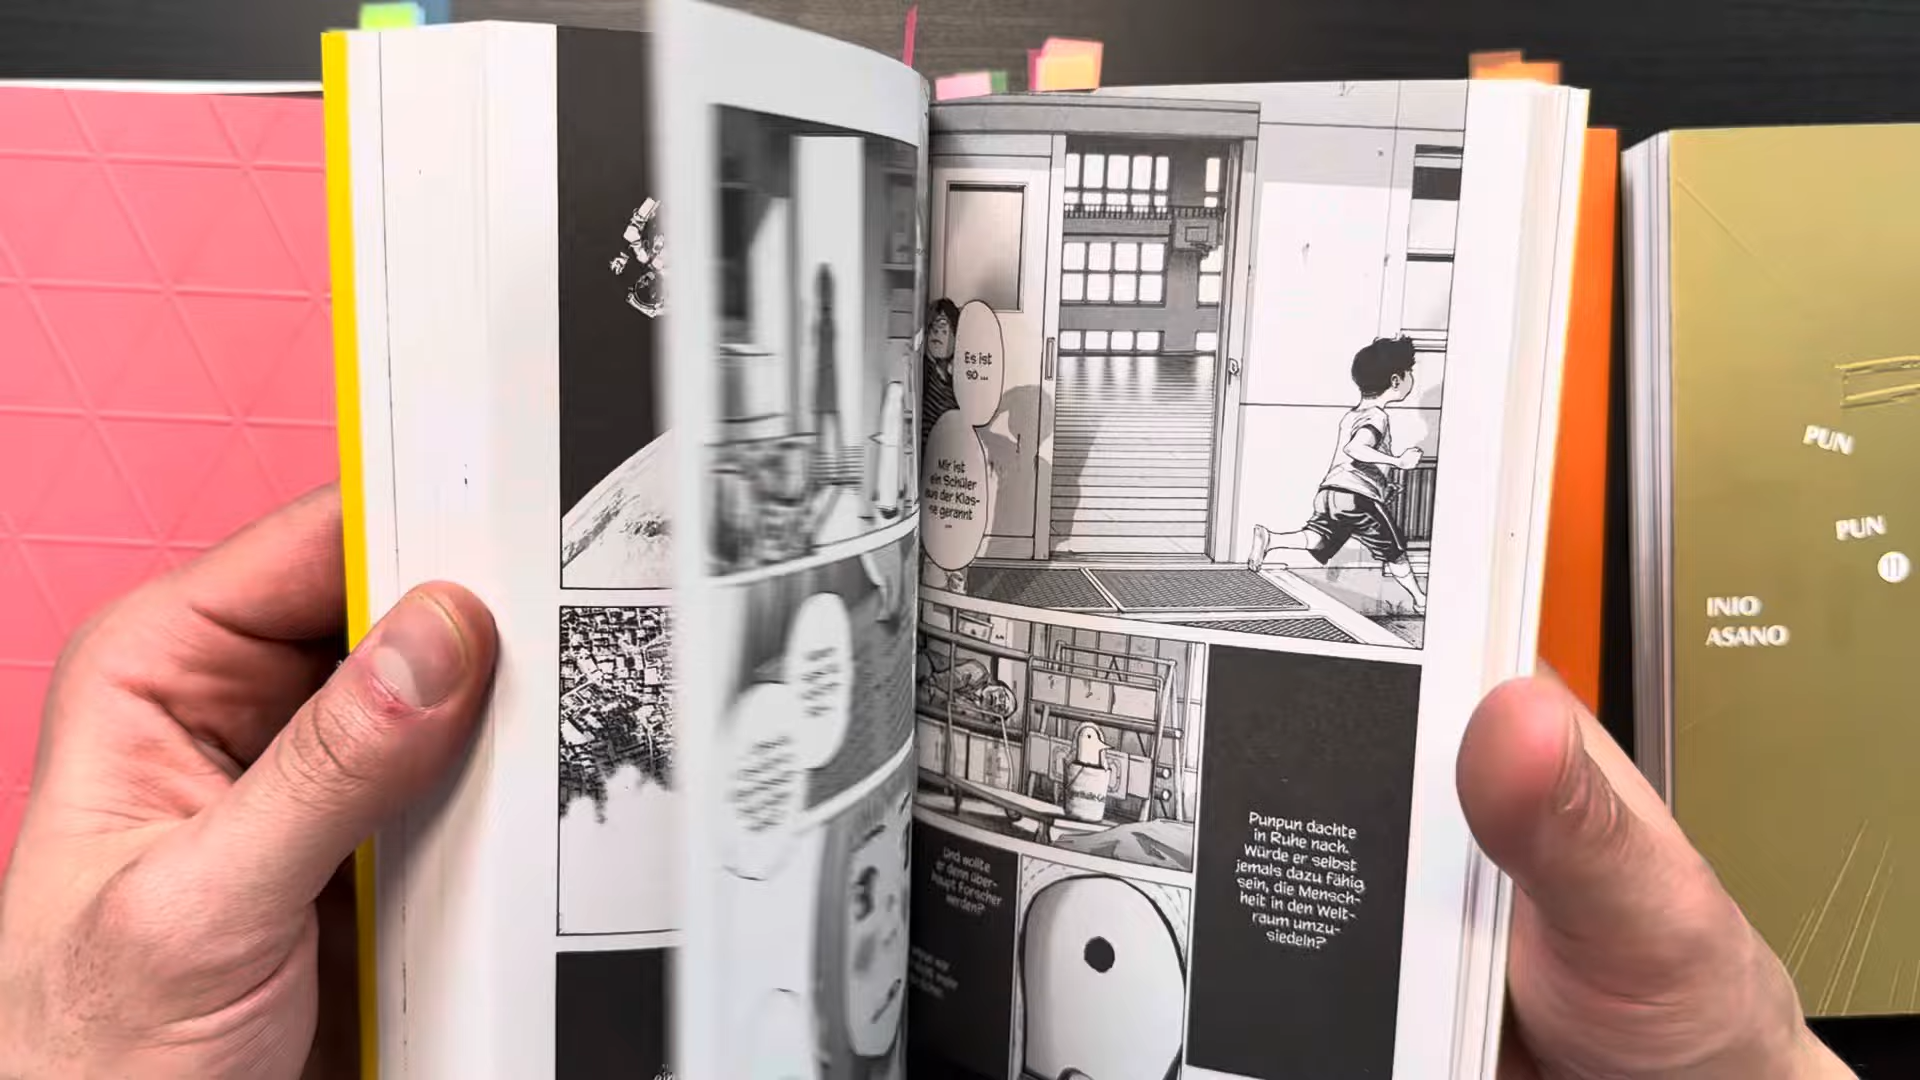 Es ist
so ...
Mir ist
ein Schüler
aus der Klas-
se gerannt
...
Punpun dachte
in Ruhe nach.
Würde er selbst
jemals dazu fähig
sein, die Mensch-
heit in den Welt-
raum umzu-
siedeln?
Und wollte
er denn über-
haupt Forscher
werden?
PUN
PUN
11
INIO
ASANO